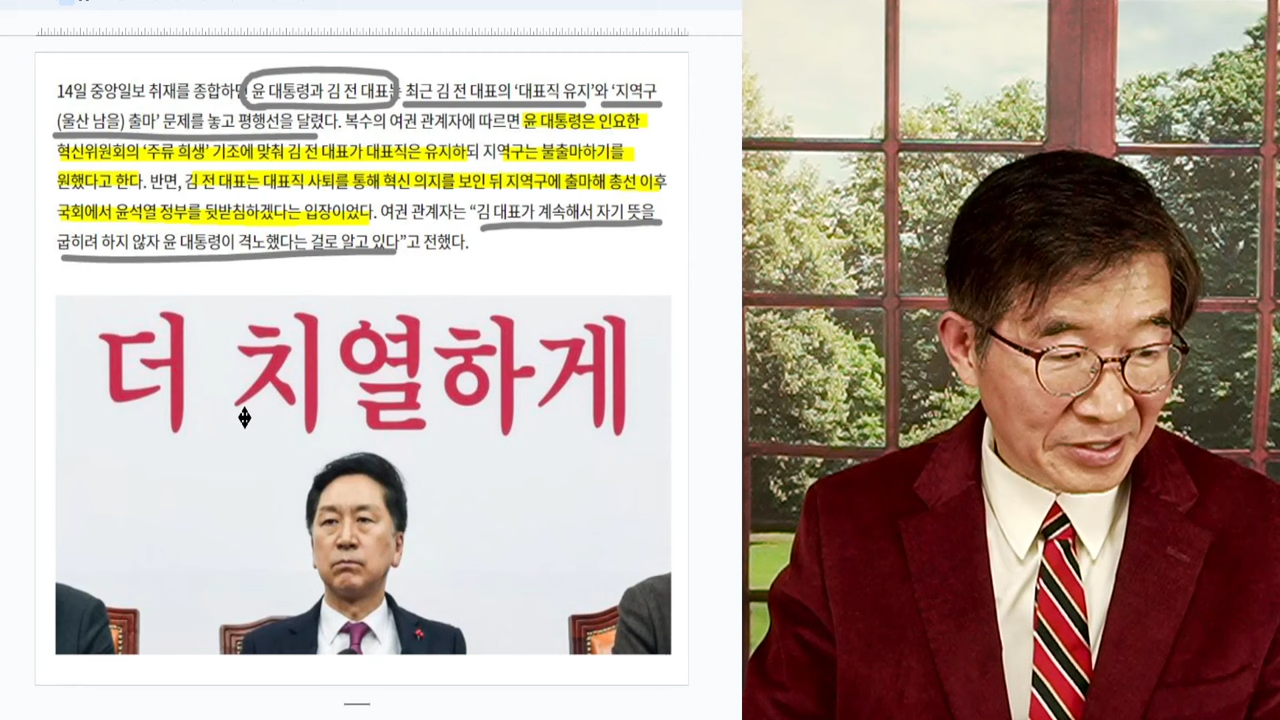 14일 중앙일보 취재를 종합하면 윤 대통령과 김 전 대표는 최근 김 전 대표의 ‘대표직 유지’와 ‘지역구
(울산 남을) 출마’ 문제를 놓고 평행선을 달렸다. 복수의 여권 관계자에 따르면 윤 대통령은 인요한
혁신위원회의 ‘주류 희생’ 기조에 맞춰 김 전 대표가 대표직은 유지하되 지역구는 불출마하기를
원했다고 한다. 반면, 김 전 대표는 대표직 사퇴를 통해 혁신 의지를 보인 뒤 지역구에 출마해 총선 이후
국회에서 윤석열 정부를 뒷받침하겠다는 입장이었다. 여권 관계자는 “김 대표가 계속해서 자기 뜻을
굽히려 하지 않자 윤 대통령이 격노했다는 걸로 알고 있다”고 전했다.
더 치열하게